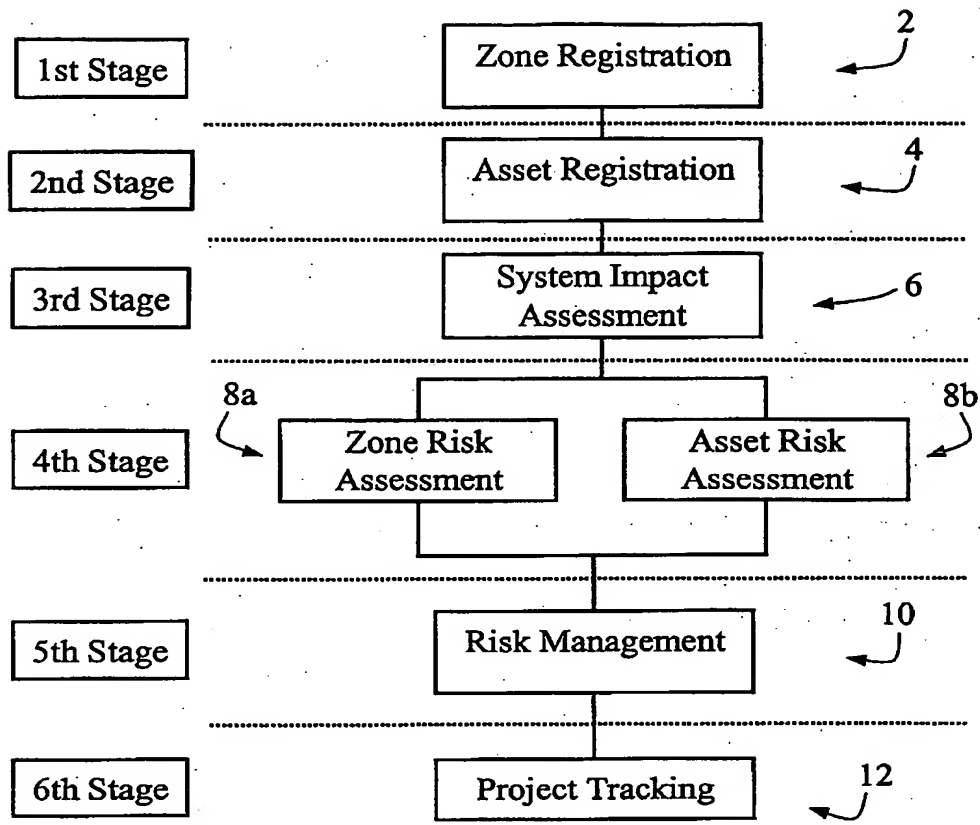 1st Stage
Zone Registration
2
2nd Stage
Asset Registration
4
3rd Stage
System Impact
Assessment
6
4th Stage
8a
Zone Risk
Assessment
Asset Risk
Assessment
8b
5th Stage
Risk Management
10
6th Stage
Project Tracking
12